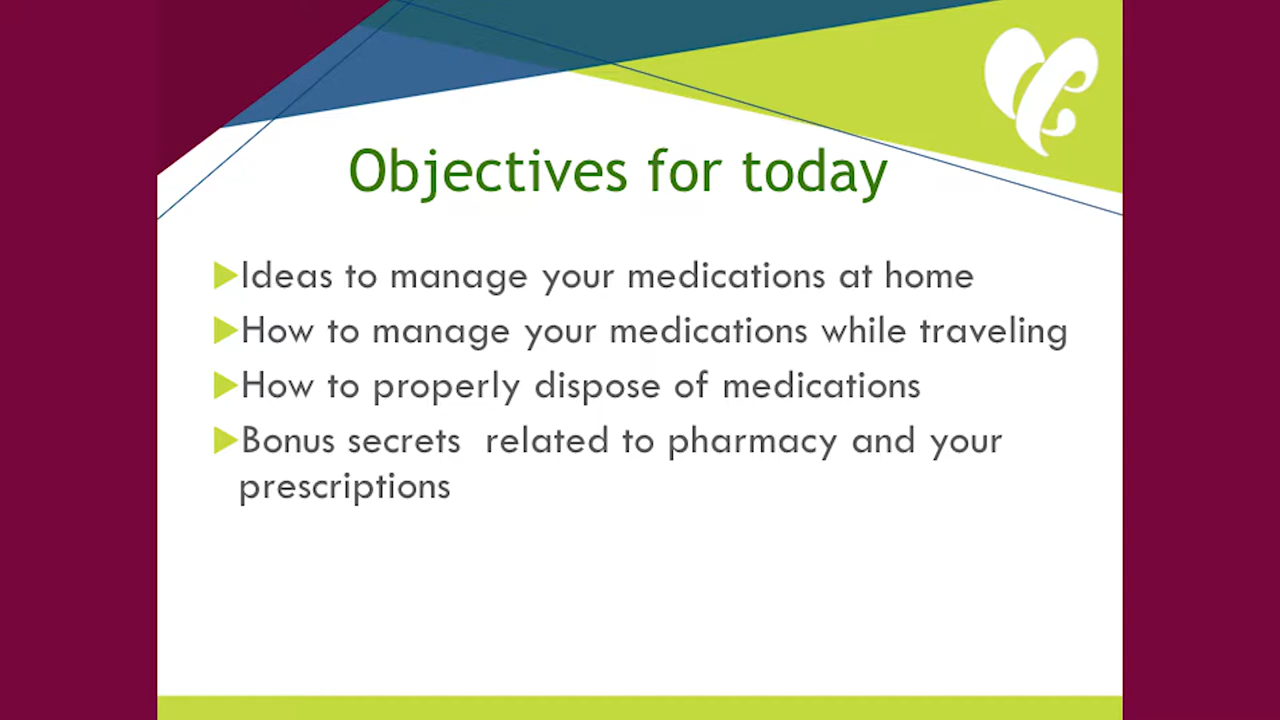 Objectives for today
Ideas to manage your medications at home
How to manage your medications while traveling
How to properly dispose of medications
Bonus secrets  related to pharmacy and your
prescriptions